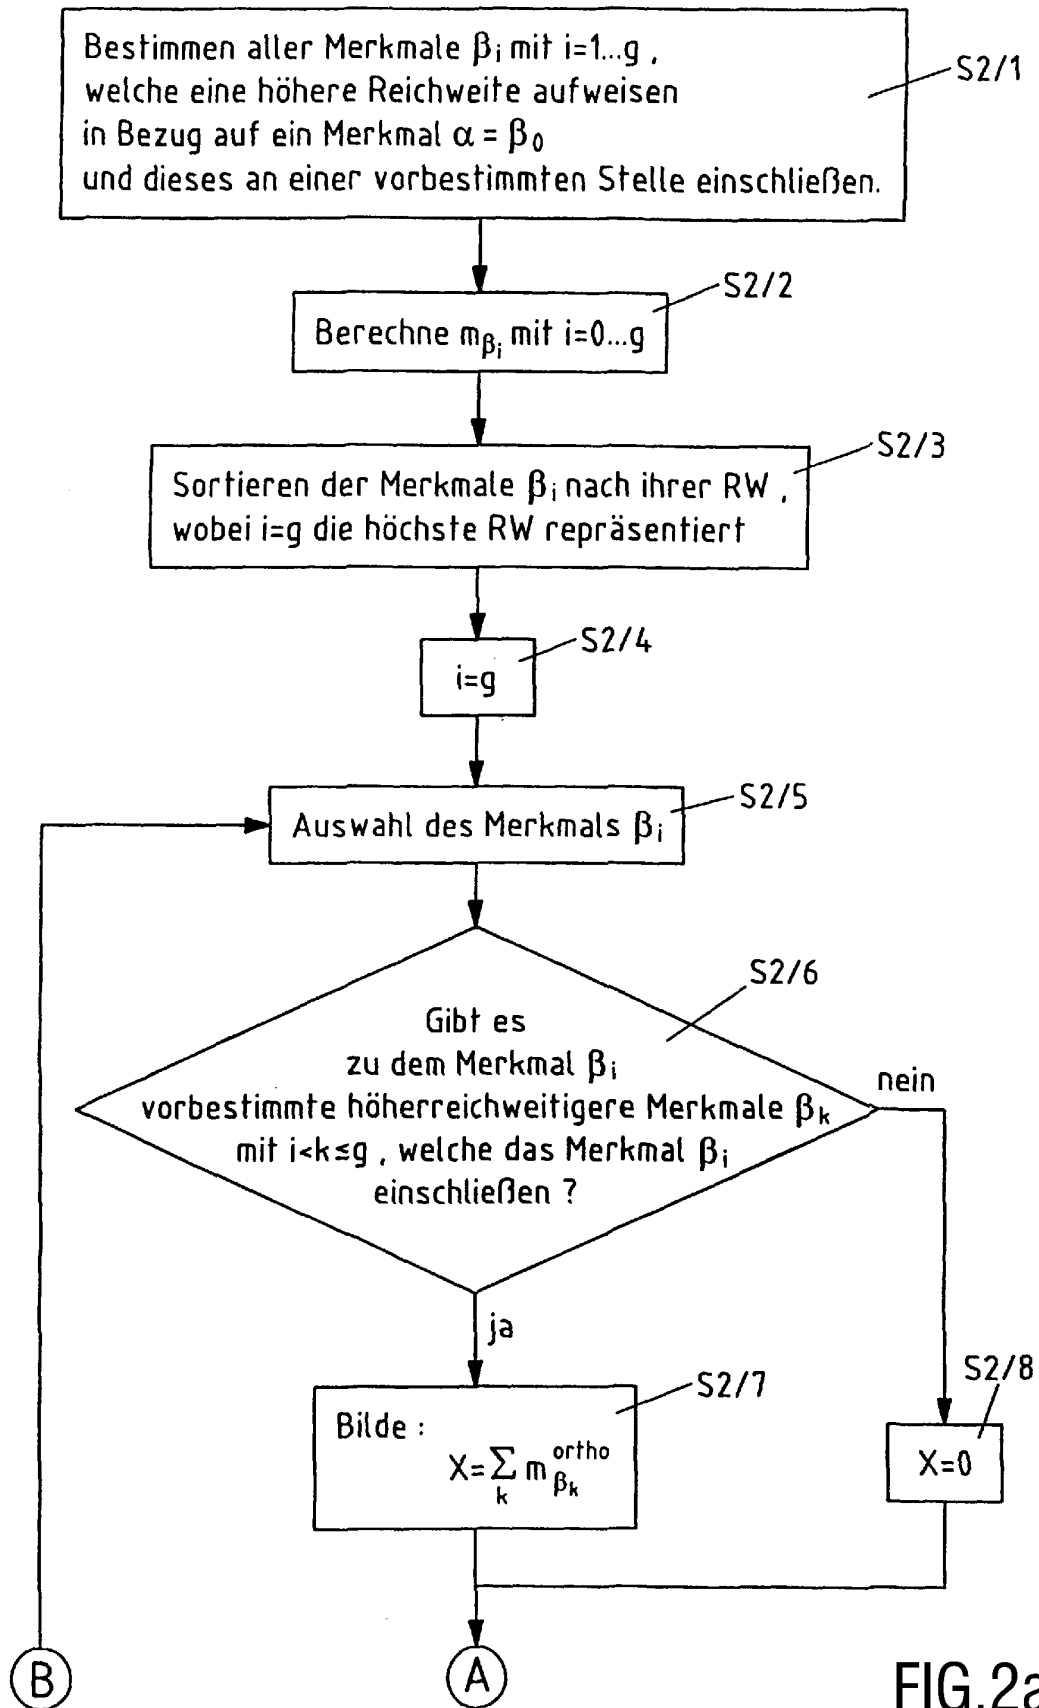 Bestimmen aller Merkmale βi mit i=1...g ,
welche eine höhere Reichweite aufweisen
in Bezug auf ein Merkmal α = β0
und dieses an einer vorbestimmten Stelle einschließen.
S2/1
S2/2
Berechne mβi mit i=0...g
S2/3
Sortieren der Merkmale βi nach ihrer RW ,
wobei i=g die höchste RW repräsentiert
S2/4
i=g
S2/5
Auswahl des Merkmals βi
S2/6
Gibt es
zu dem Merkmal βi
vorbestimmte höherreichweitigere Merkmale βk
mit i<k≤g , welche das Merkmal βi
einschließen ?
nein
ja
S2/7
Bilde :
X=∑k mβk^ortho
S2/8
X=0
B
A
FIG.2a